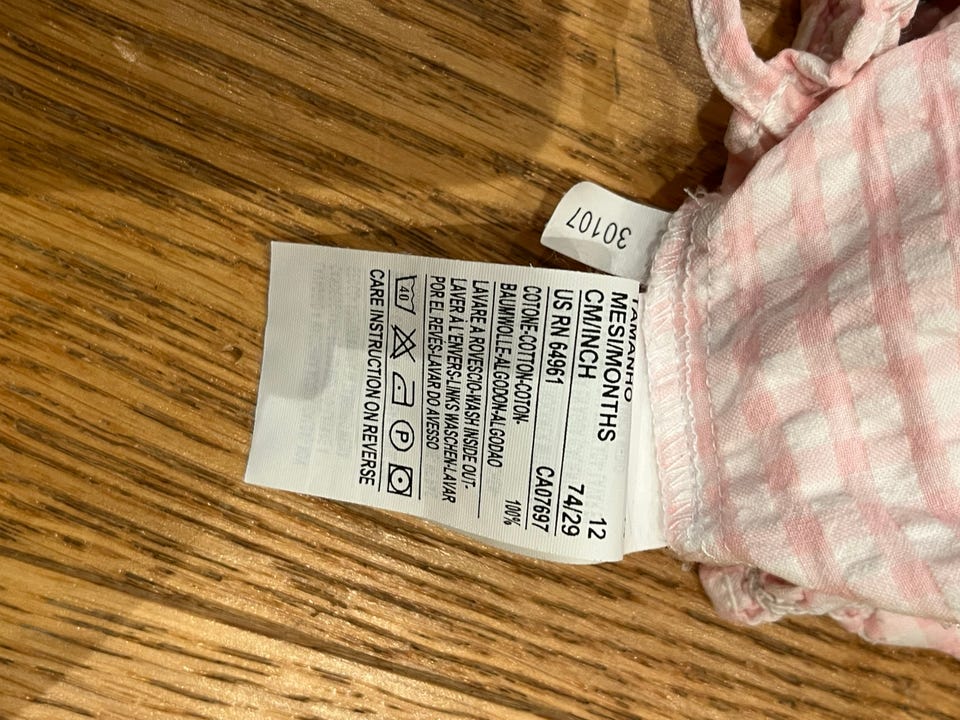 TAMANHO
MESI/MONTHS 12
CM/INCH 74/29
US RN 64961 CA07697
COTONE-COTTON-COTON-
BAUMWOLLE-ALGODON-ALGODAO
100%
LAVARE A ROVESCIO-WASH INSIDE OUT-
LAVER À L'ENVERS-LINKS WASCHEN-LAVAR
POR EL REVES-LAVAR DO AVESSO
40 P
CARE INSTRUCTION ON REVERSE
30107